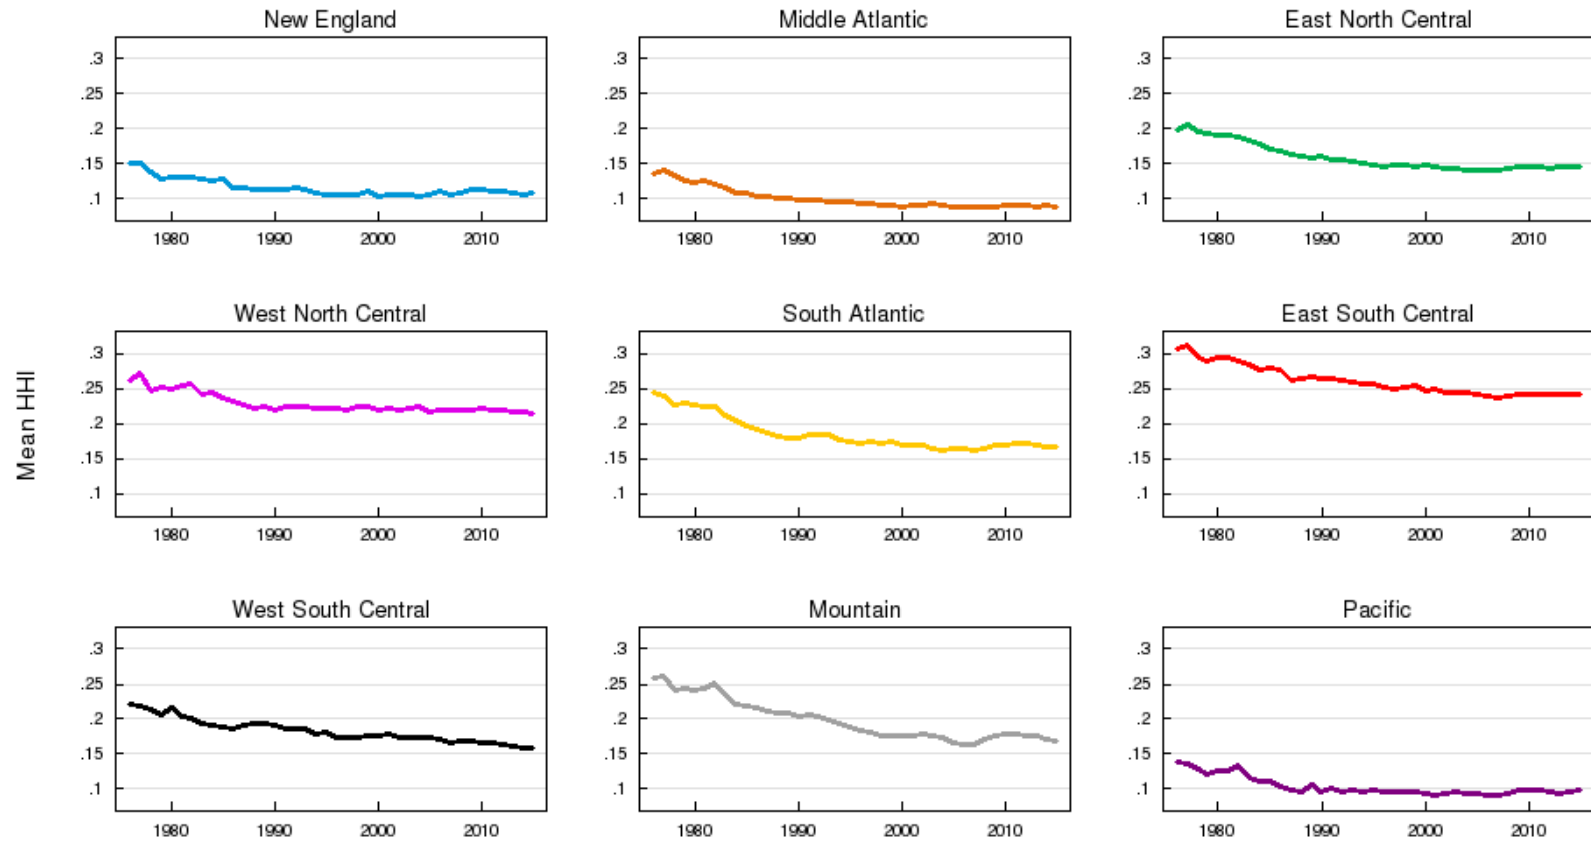 New England
Middle Atlantic
East North Central
.3
.25
.2
.15
.1
.3
.25
.2
.15
.1
.3
.25
.2
.15
.1
1980 1990 2000 2010
1980 1990 2000 2010
1980 1990 2000 2010
Mean HHI
West North Central
South Atlantic
East South Central
.3
.25
.2
.15
.1
.3
.25
.2
.15
.1
.3
.25
.2
.15
.1
1980 1990 2000 2010
1980 1990 2000 2010
1980 1990 2000 2010
West South Central
Mountain
Pacific
.3
.25
.2
.15
.1
.3
.25
.2
.15
.1
.3
.25
.2
.15
.1
1980 1990 2000 2010
1980 1990 2000 2010
1980 1990 2000 2010